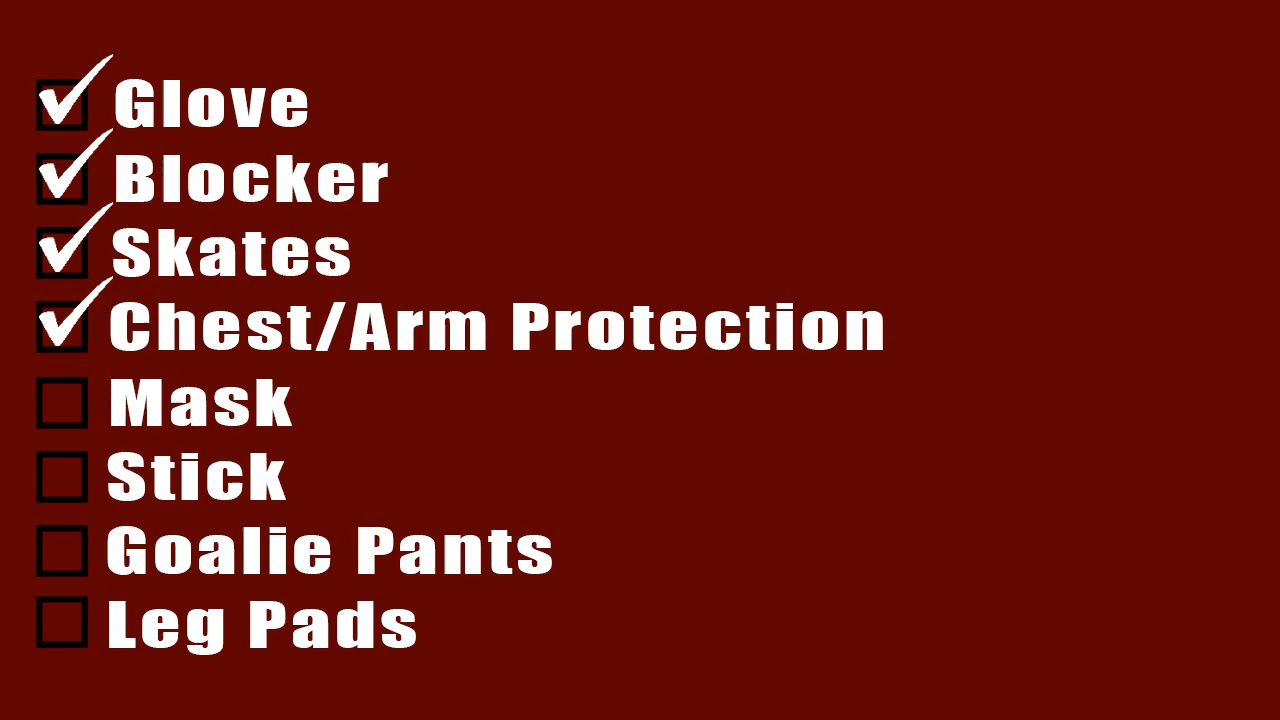 Glove
Blocker
Skates
Chest/Arm Protection
Mask
Stick
Goalie Pants
Leg Pads